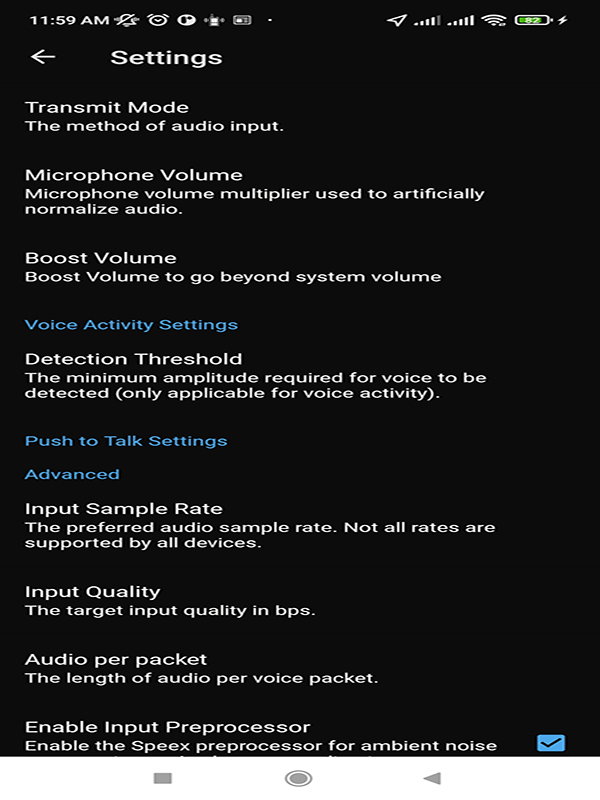 11:59 AM
82
Settings
Transmit Mode
The method of audio input.
Microphone Volume
Microphone volume multiplier used to artificially
normalize audio.
Boost Volume
Boost Volume to go beyond system volume
Voice Activity Settings
Detection Threshold
The minimum amplitude required for voice to be
detected (only applicable for voice activity).
Push to Talk Settings
Advanced
Input Sample Rate
The preferred audio sample rate. Not all rates are
supported by all devices.
Input Quality
The target input quality in bps.
Audio per packet
The length of audio per voice packet.
Enable Input Preprocessor
Enable the Speex preprocessor for ambient noise